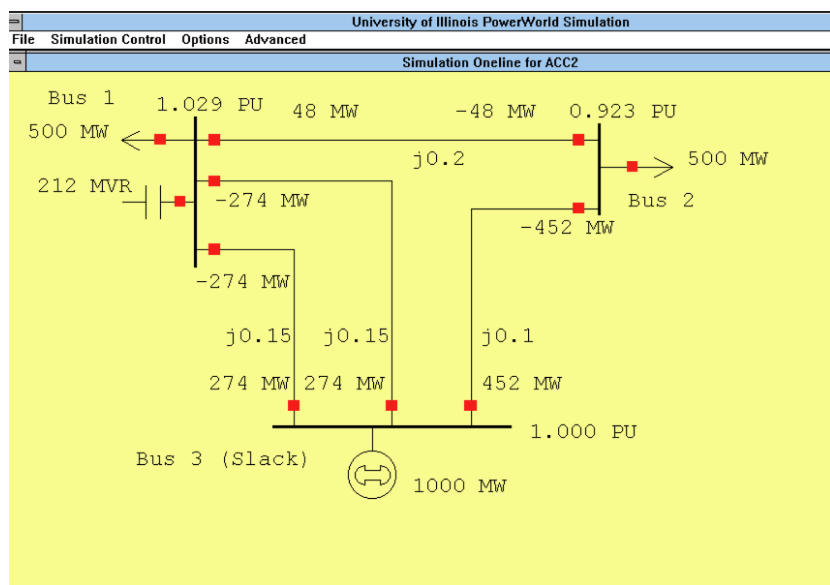 University of Illinois PowerWorld Simulation
File Simulation Control Options Advanced
Simulation Oneline for ACC2
Bus 1 1.029 PU 48 MW -48 MW 0.923 PU
500 MW j0.2 500 MW
212 MVR -274 MW Bus 2
-452 MW
-274 MW
j0.15 j0.15 j0.1
274 MW 274 MW 452 MW
1.000 PU
Bus 3 (Slack)
1000 MW